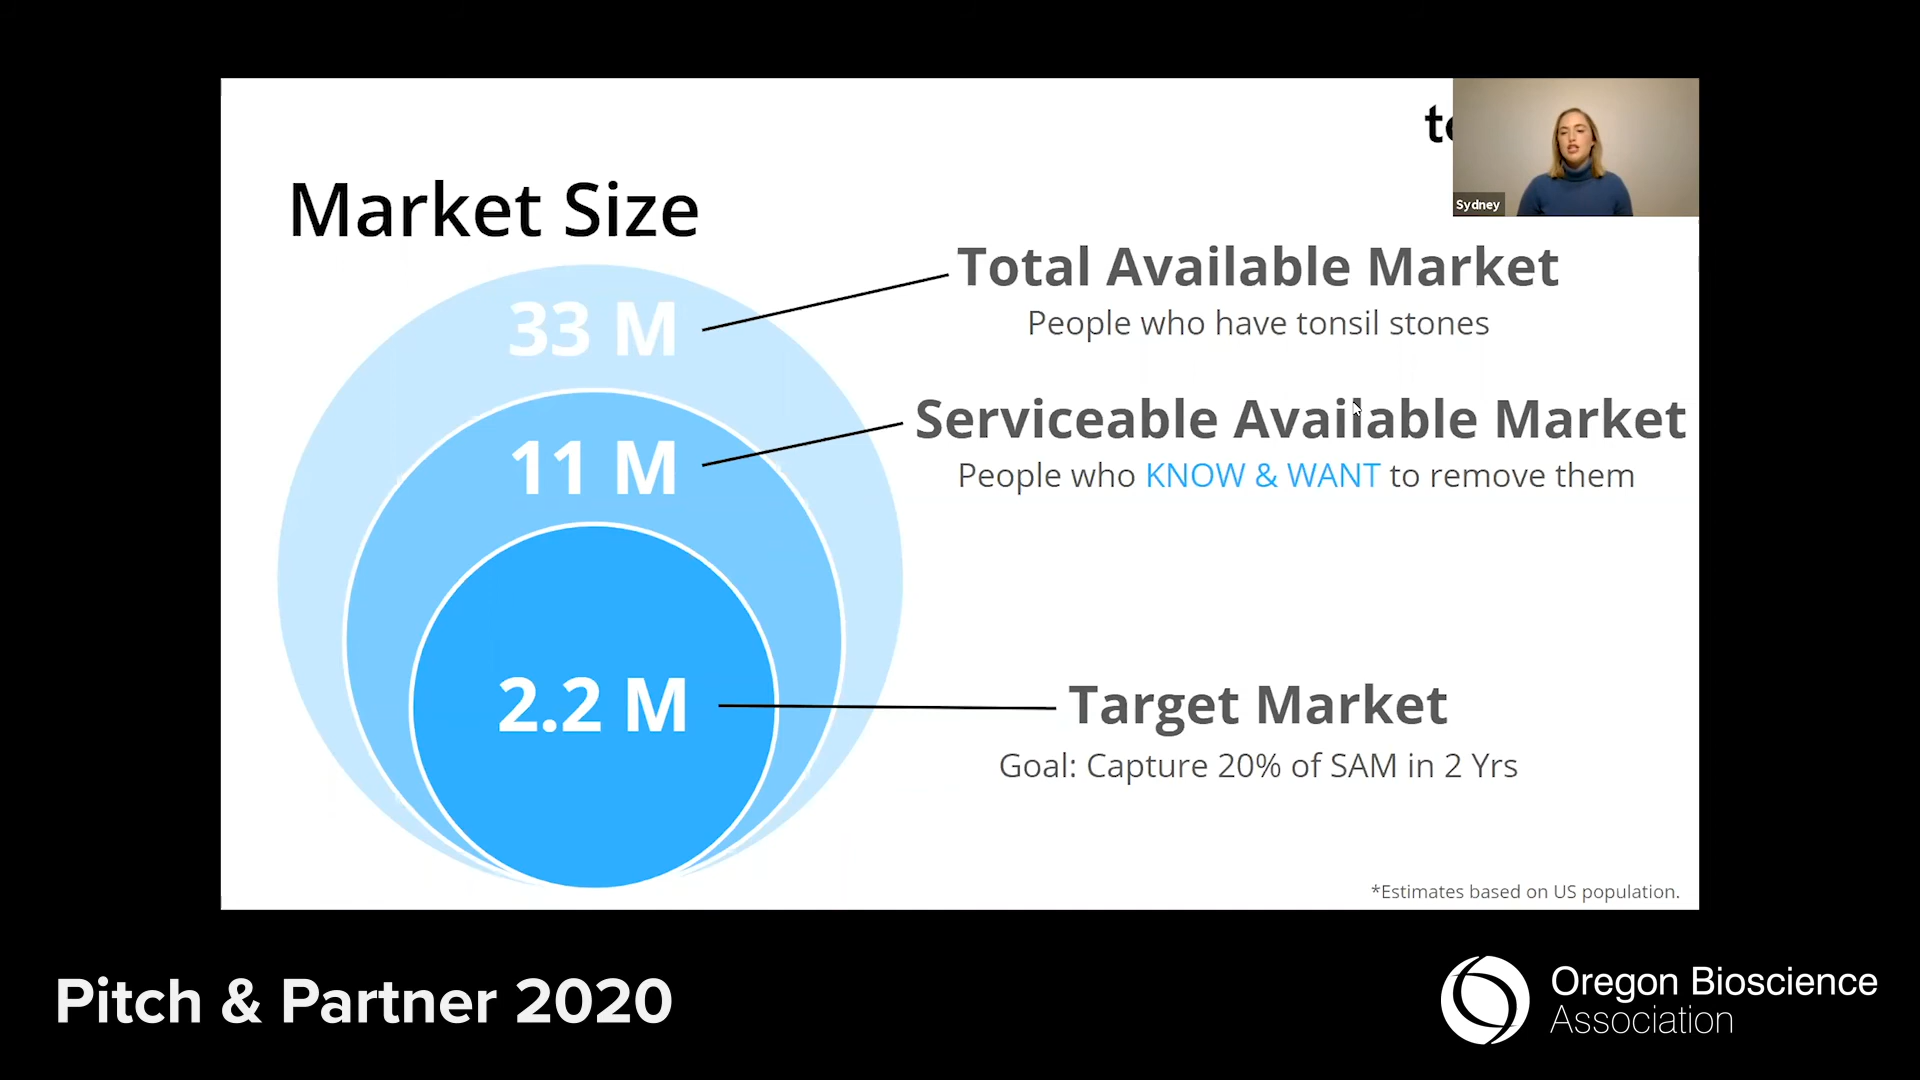 Market Size
Sydney
33 M
Total Available Market
People who have tonsil stones
11 M
Serviceable Available Market
People who KNOW & WANT to remove them
2.2 M
Target Market
Goal: Capture 20% of SAM in 2 Yrs
*Estimates based on US population.
Pitch & Partner 2020
Oregon Bioscience
Association